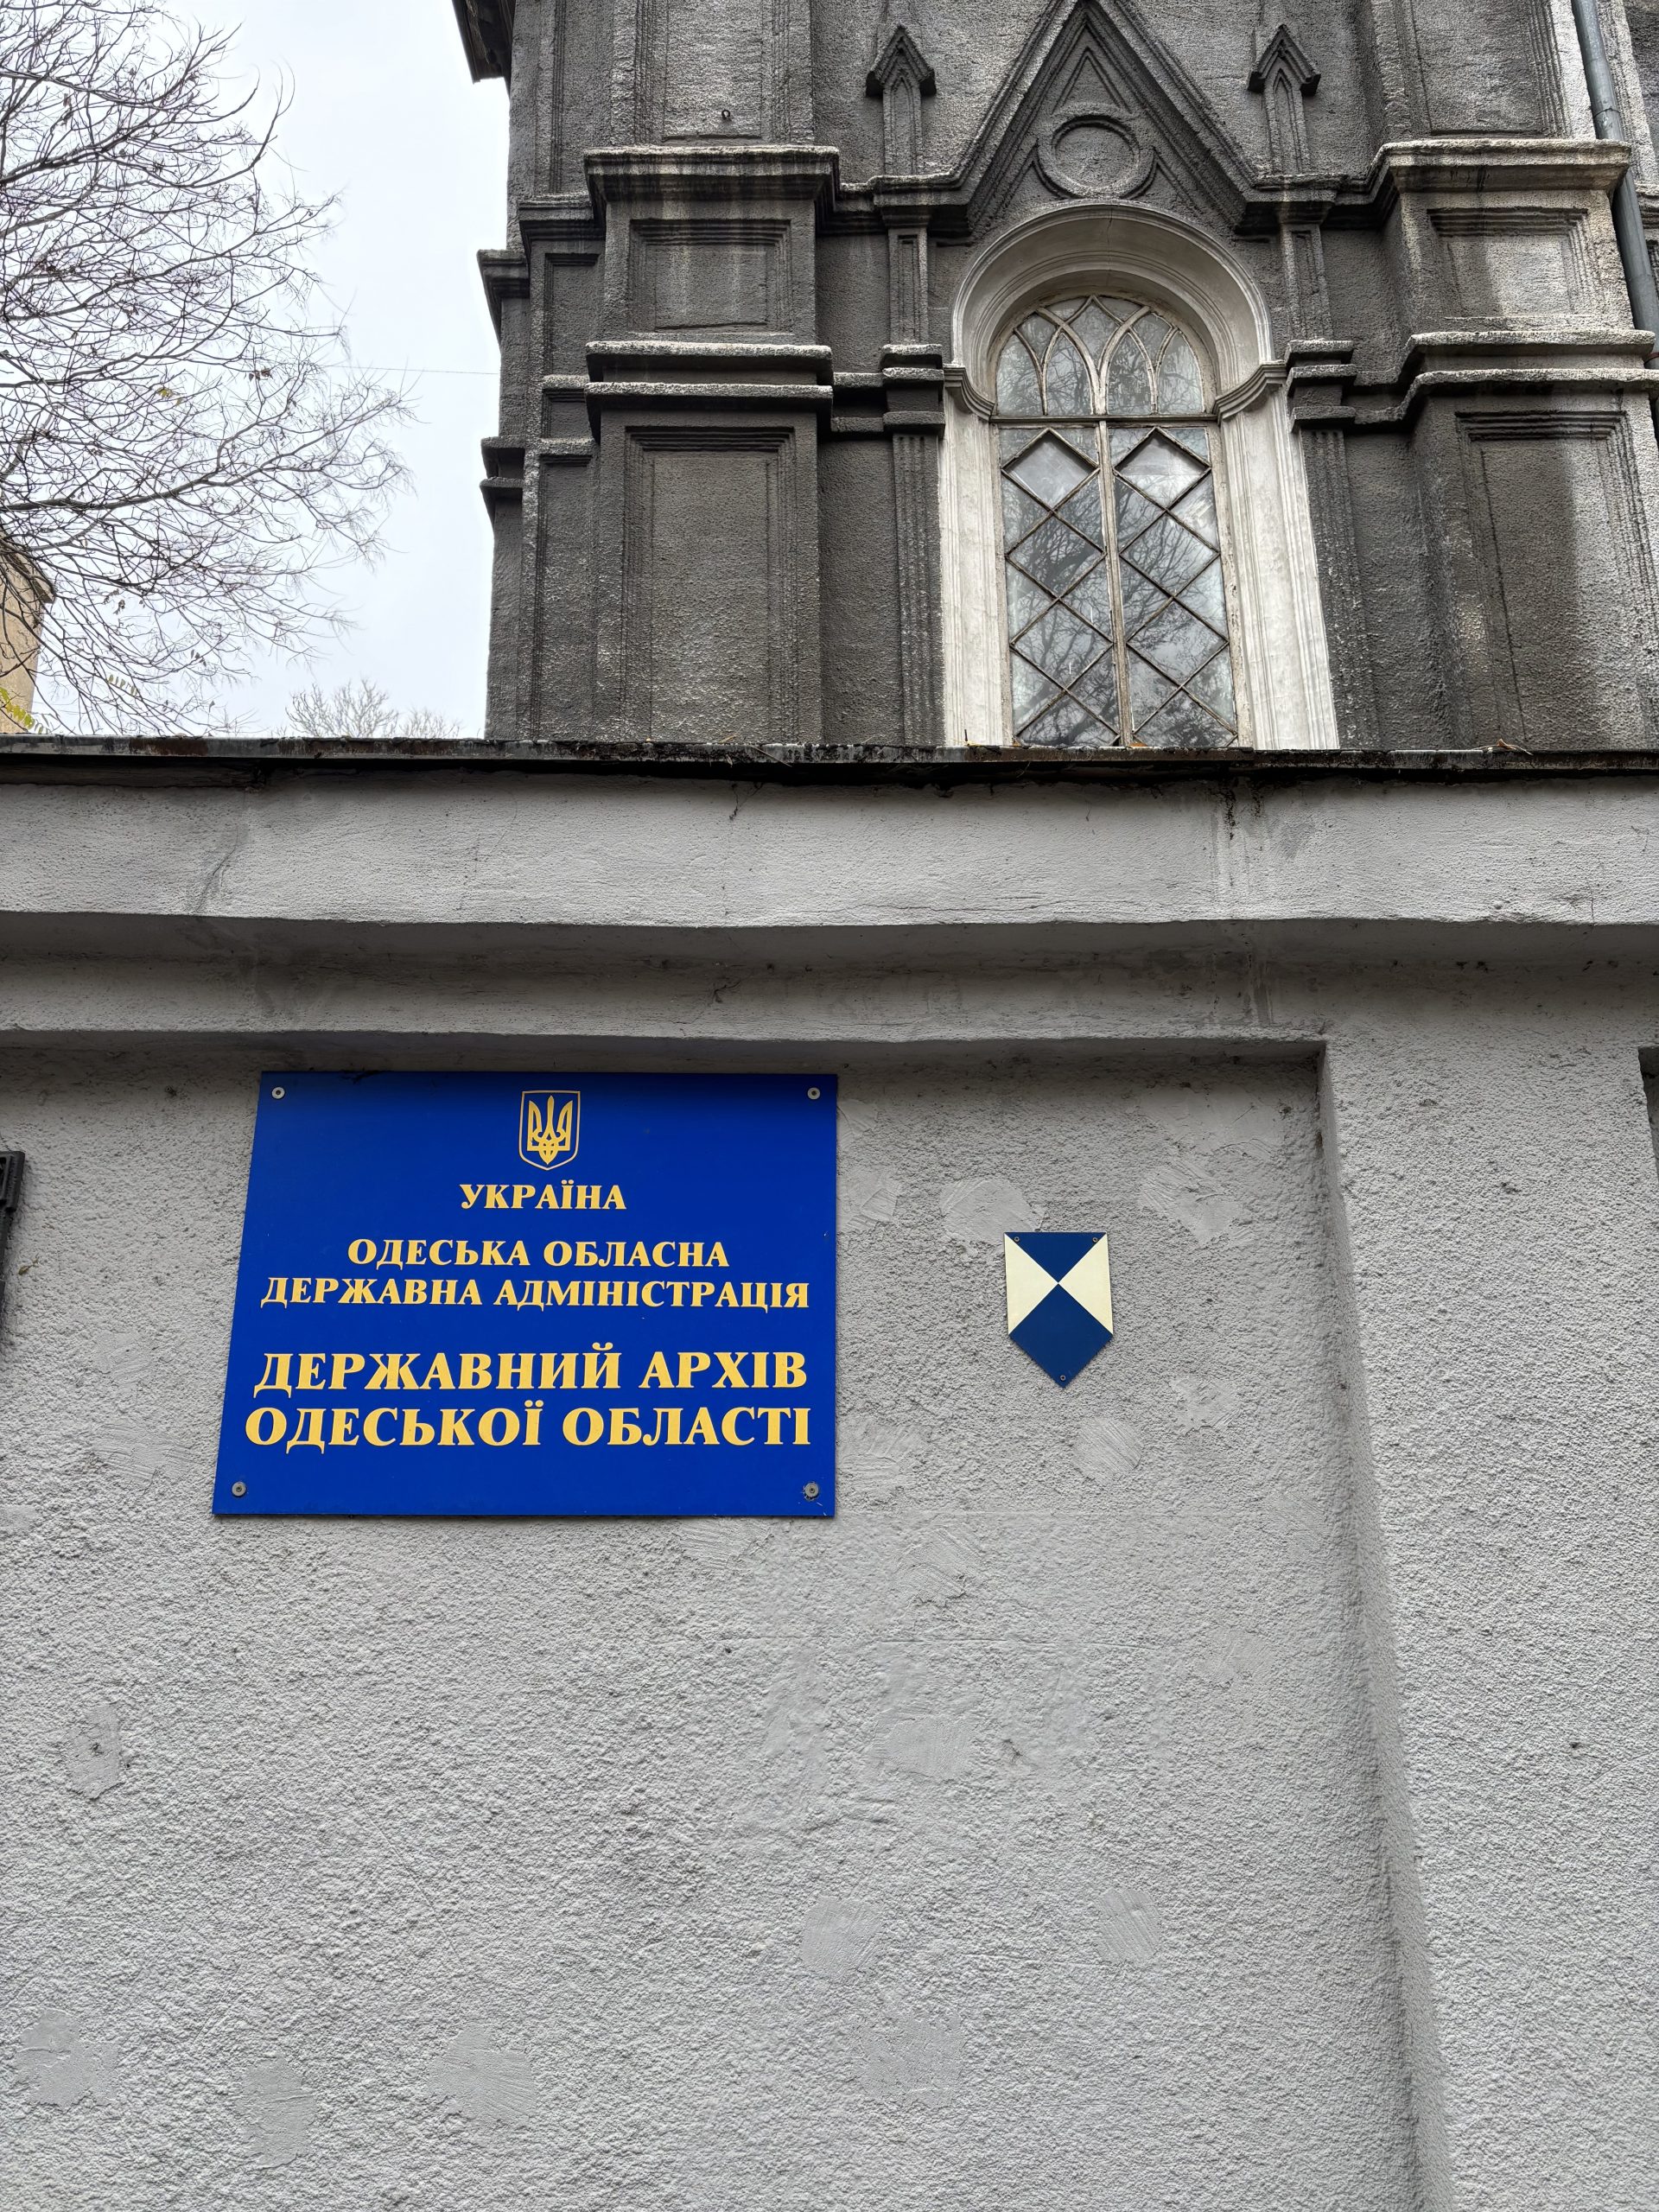 УКРАЇНА
ОДЕСЬКА ОБЛАСНА
ДЕРЖАВНА АДМІНІСТРАЦІЯ
ДЕРЖАВНИЙ АРХІВ
ОДЕСЬКОЇ ОБЛАСТІ